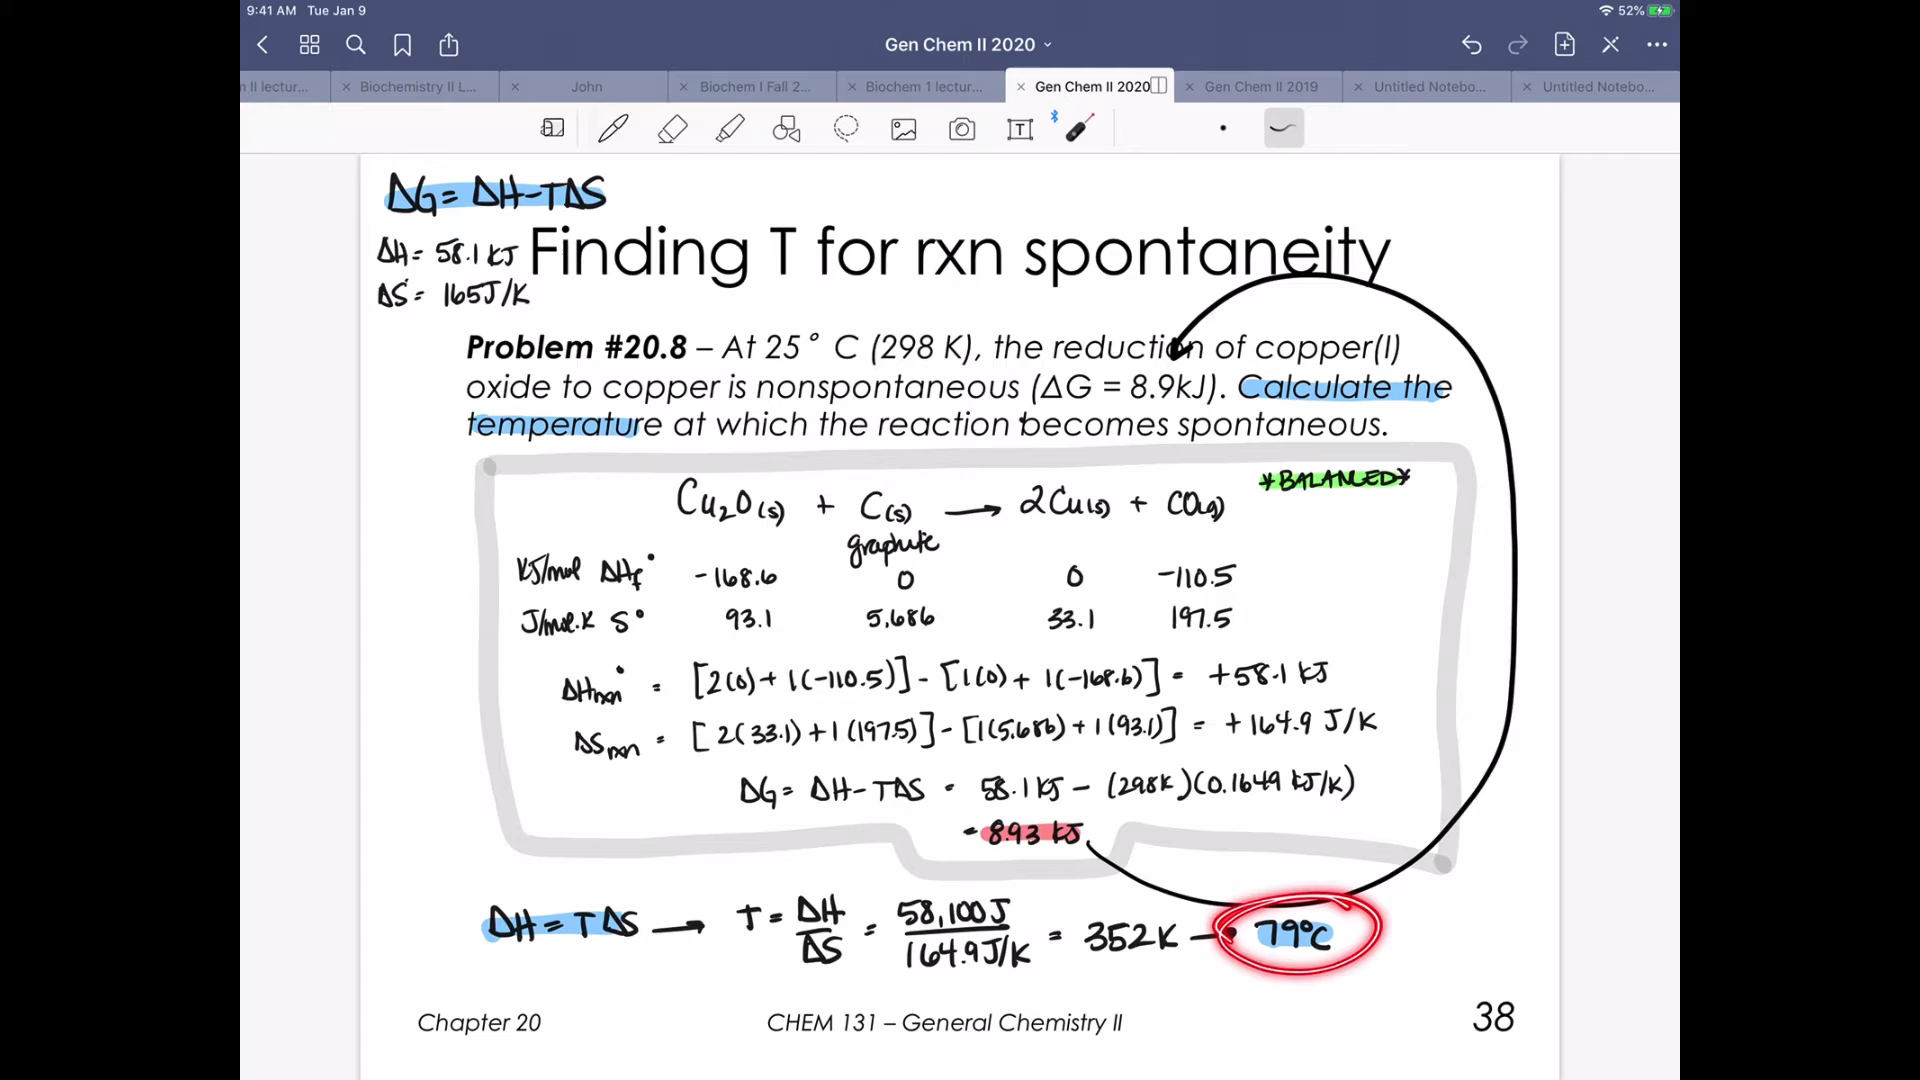 9:41 AM Tue Jan 9 52%
Gen Chem II 2020
m II lectur... × Biochemistry II L... × John × Biochem I Fall 2... × Biochem 1 lectur... × Gen Chem II 2020 × Gen Chem II 2019 × Untitled Notebo... × Untitled Notebo...
T
ΔG = ΔH-TΔS
ΔH = 58.1 kJ
ΔS = 165J/K
Finding T for rxn spontaneity
Problem #20.8 – At 25° C (298 K), the reduction of copper(I)
oxide to copper is nonspontaneous (ΔG = 8.9kJ). Calculate the
temperature at which the reaction becomes spontaneous.
*BALANCED*
Cu₂O(s) + C(s) → 2Cu(s) + CO(g)
graphite
kJ/mol ΔHf° -168.6 0 0 -110.5
J/mol.K S° 93.1 5.686 33.1 197.5
ΔHrxn° = [2(0)+ 1(-110.5)] - [1(0)+ 1(-168.6)] = +58.1 kJ
ΔSrxn = [2(33.1)+1(197.5)] - [1(5.686)+1(93.1)] = +164.9 J/K
ΔG = ΔH-TΔS = 58.1 kJ - (298K)(0.1649 kJ/K)
= 8.93 kJ
ΔH = TΔS → T = ΔH/ΔS = 58,100J/164.9J/K = 352K → 79°C
Chapter 20 CHEM 131 – General Chemistry II 38